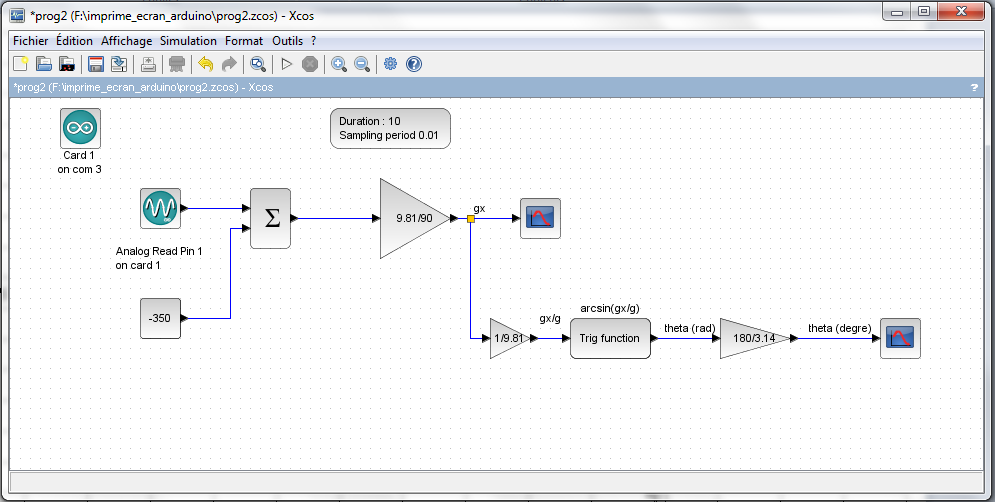 *prog2 (F:\imprime_ecran_arduino\prog2.zcos) - Xcos
Fichier Édition Affichage Simulation Format Outils ?
*prog2 (F:\imprime_ecran_arduino\prog2.zcos) - Xcos ?
Card 1
on com 3
Duration : 10
Sampling period 0.01
Analog Read Pin 1
on card 1
Σ
9.81/90
gx
-350
1/9.81
gx/g
arcsin(gx/g)
Trig function
theta (rad)
180/3.14
theta (degre)